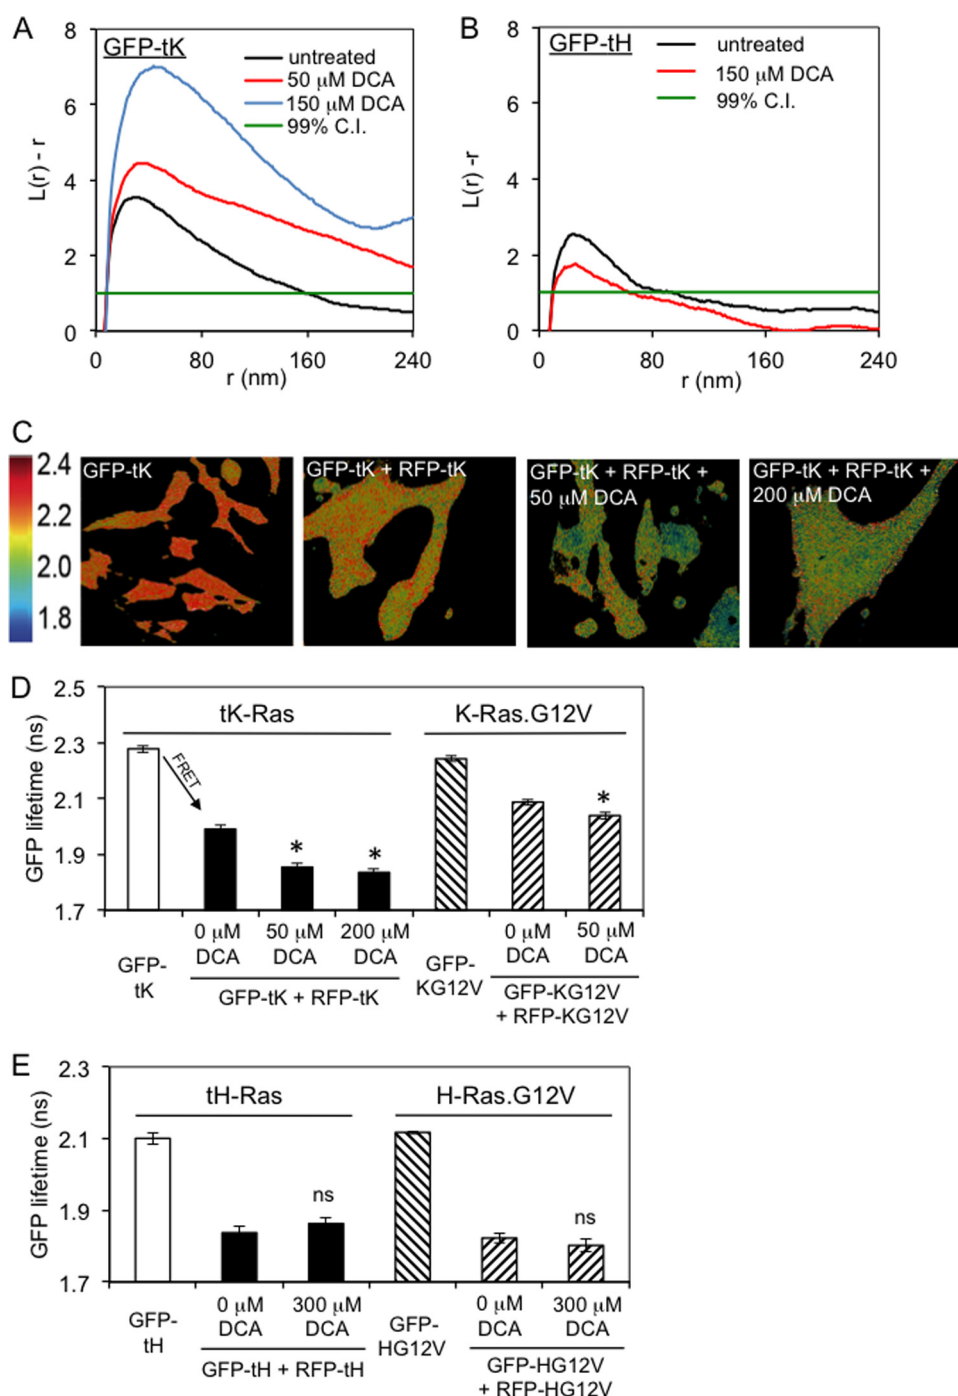 A
GFP-tK
untreated
50 μM DCA
150 μM DCA
99% C.I.
L(r) - r
8
6
4
2
0
0 80 160 240
r (nm)
B
GFP-tH
untreated
150 μM DCA
99% C.I.
L(r) -r
8
6
4
2
0
0 80 160 240
r (nm)
C
2.4
2.2
2.0
1.8
GFP-tK
GFP-tK + RFP-tK
GFP-tK + RFP-tK +
50 μM DCA
GFP-tK + RFP-tK +
200 μM DCA
D
GFP lifetime (ns)
2.5
2.3
2.1
1.9
1.7
tK-Ras
K-Ras.G12V
FRET
*
*
*
GFP-
tK
0 μM
DCA
50 μM
DCA
200 μM
DCA
GFP-tK + RFP-tK
GFP-
KG12V
0 μM
DCA
50 μM
DCA
GFP-KG12V
+ RFP-KG12V
E
GFP lifetime (ns)
2.3
2.1
1.9
1.7
tH-Ras
H-Ras.G12V
ns
ns
GFP-
tH
0 μM
DCA
300 μM
DCA
GFP-tH + RFP-tH
GFP-
HG12V
0 μM
DCA
300 μM
DCA
GFP-HG12V
+ RFP-HG12V